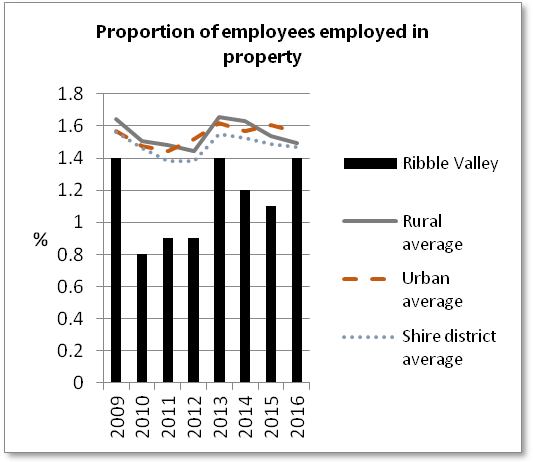 Proportion of employees employed in
property
1.8
1.6
1.4
1.2
1
0.8
0.6
0.4
0.2
0
%
2009
2010
2011
2012
2013
2014
2015
2016
Ribble Valley
Rural
average
Urban
average
Shire district
average